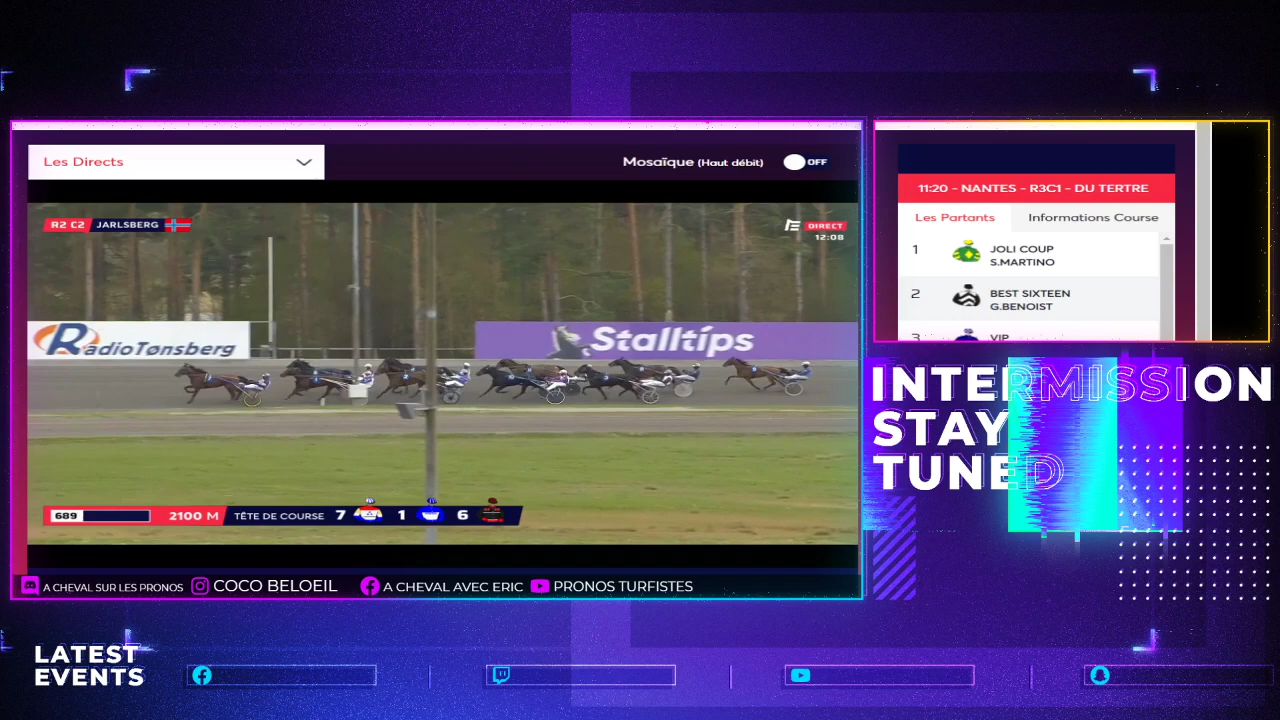 Les Directs
Mosaïque (Haut débit)
OFF
R2 C2 JARLSBERG
DIRECT
12:08
RadioTønsberg
Stalltips
689
2100 M
TÊTE DE COURSE 7 1 6
A CHEVAL SUR LES PRONOS
COCO BELOEIL
A CHEVAL AVEC ERIC
PRONOS TURFISTES
11:20 - NANTES - R3C1 - DU TERTRE
Les Partants
Informations Course
1
JOLI COUP
S.MARTINO
2
BEST SIXTEEN
G.BENOIST
3
VIP
INTERMISSION
STAY
TUNED
LATEST
EVENTS